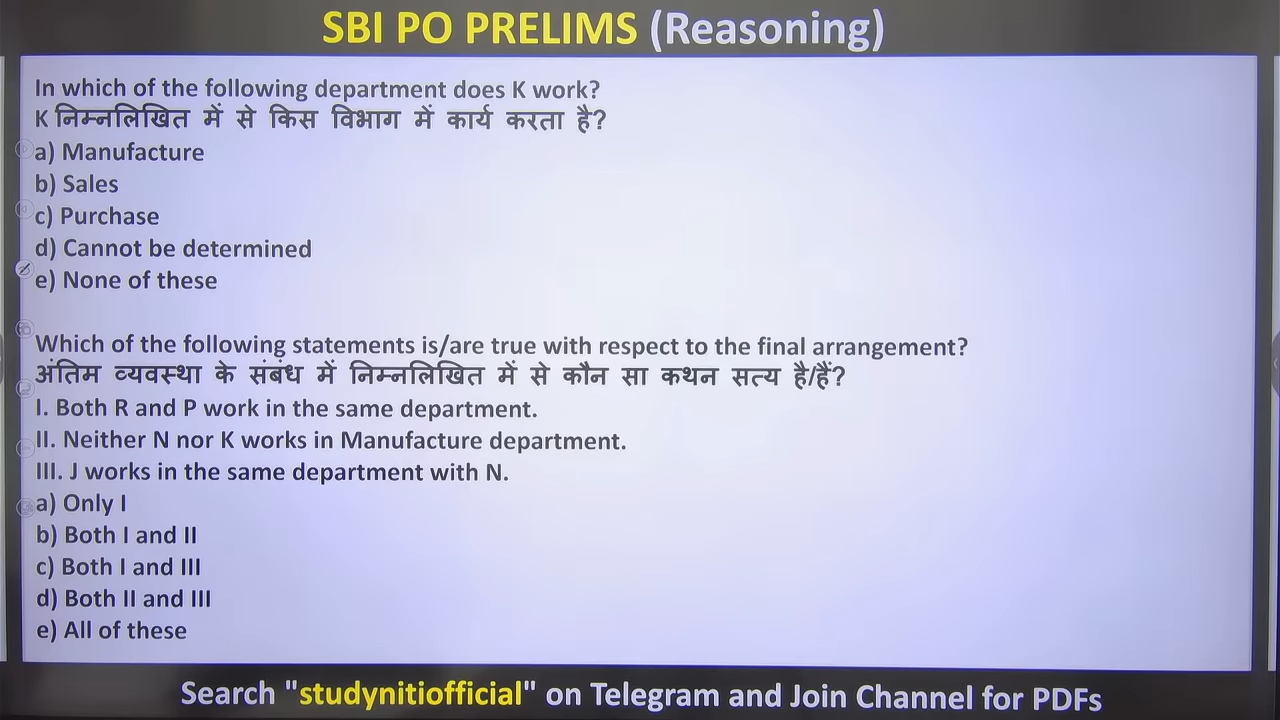 SBI PO PRELIMS (Reasoning)
In which of the following department does K work?
K निम्नलिखित में से किस विभाग में कार्य करता है?
a) Manufacture
b) Sales
c) Purchase
d) Cannot be determined
e) None of these
Which of the following statements is/are true with respect to the final arrangement?
अंतिम व्यवस्था के संबंध में निम्नलिखित में से कौन सा कथन सत्य है/हैं?
I. Both R and P work in the same department.
II. Neither N nor K works in Manufacture department.
III. J works in the same department with N.
a) Only I
b) Both I and II
c) Both I and III
d) Both II and III
e) All of these
Search "studynitiofficial" on Telegram and Join Channel for PDFs